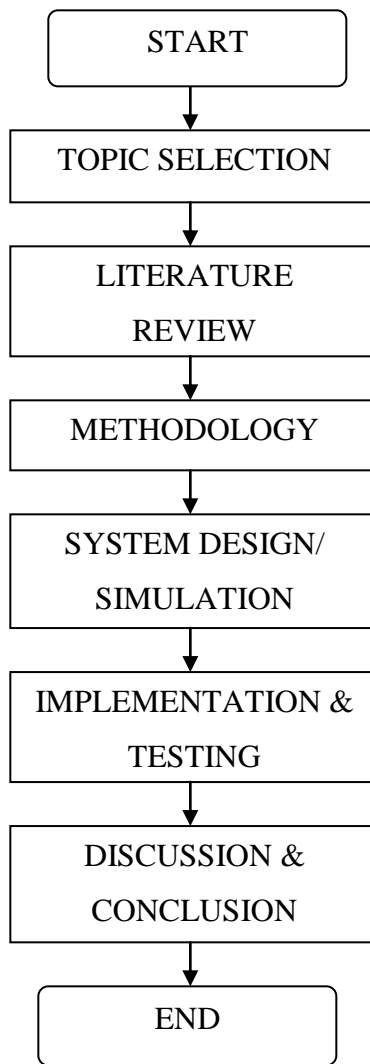 START
TOPIC SELECTION
LITERATURE
REVIEW
METHODOLOGY
SYSTEM DESIGN/
SIMULATION
IMPLEMENTATION &
TESTING
DISCUSSION &
CONCLUSION
END